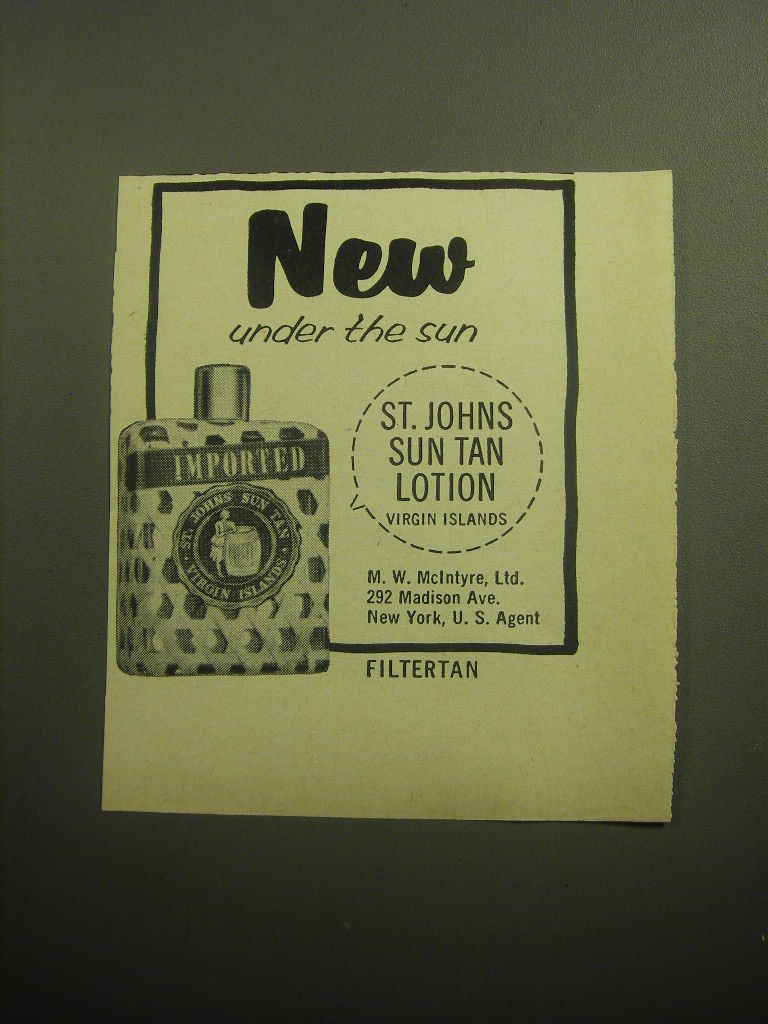 New
under the sun
ST. JOHNS
SUN TAN
LOTION
VIRGIN ISLANDS
IMPORTED
ST. JOHNS SUN TAN
VIRGIN ISLANDS
M. W. McIntyre, Ltd.
292 Madison Ave.
New York, U. S. Agent
FILTERTAN